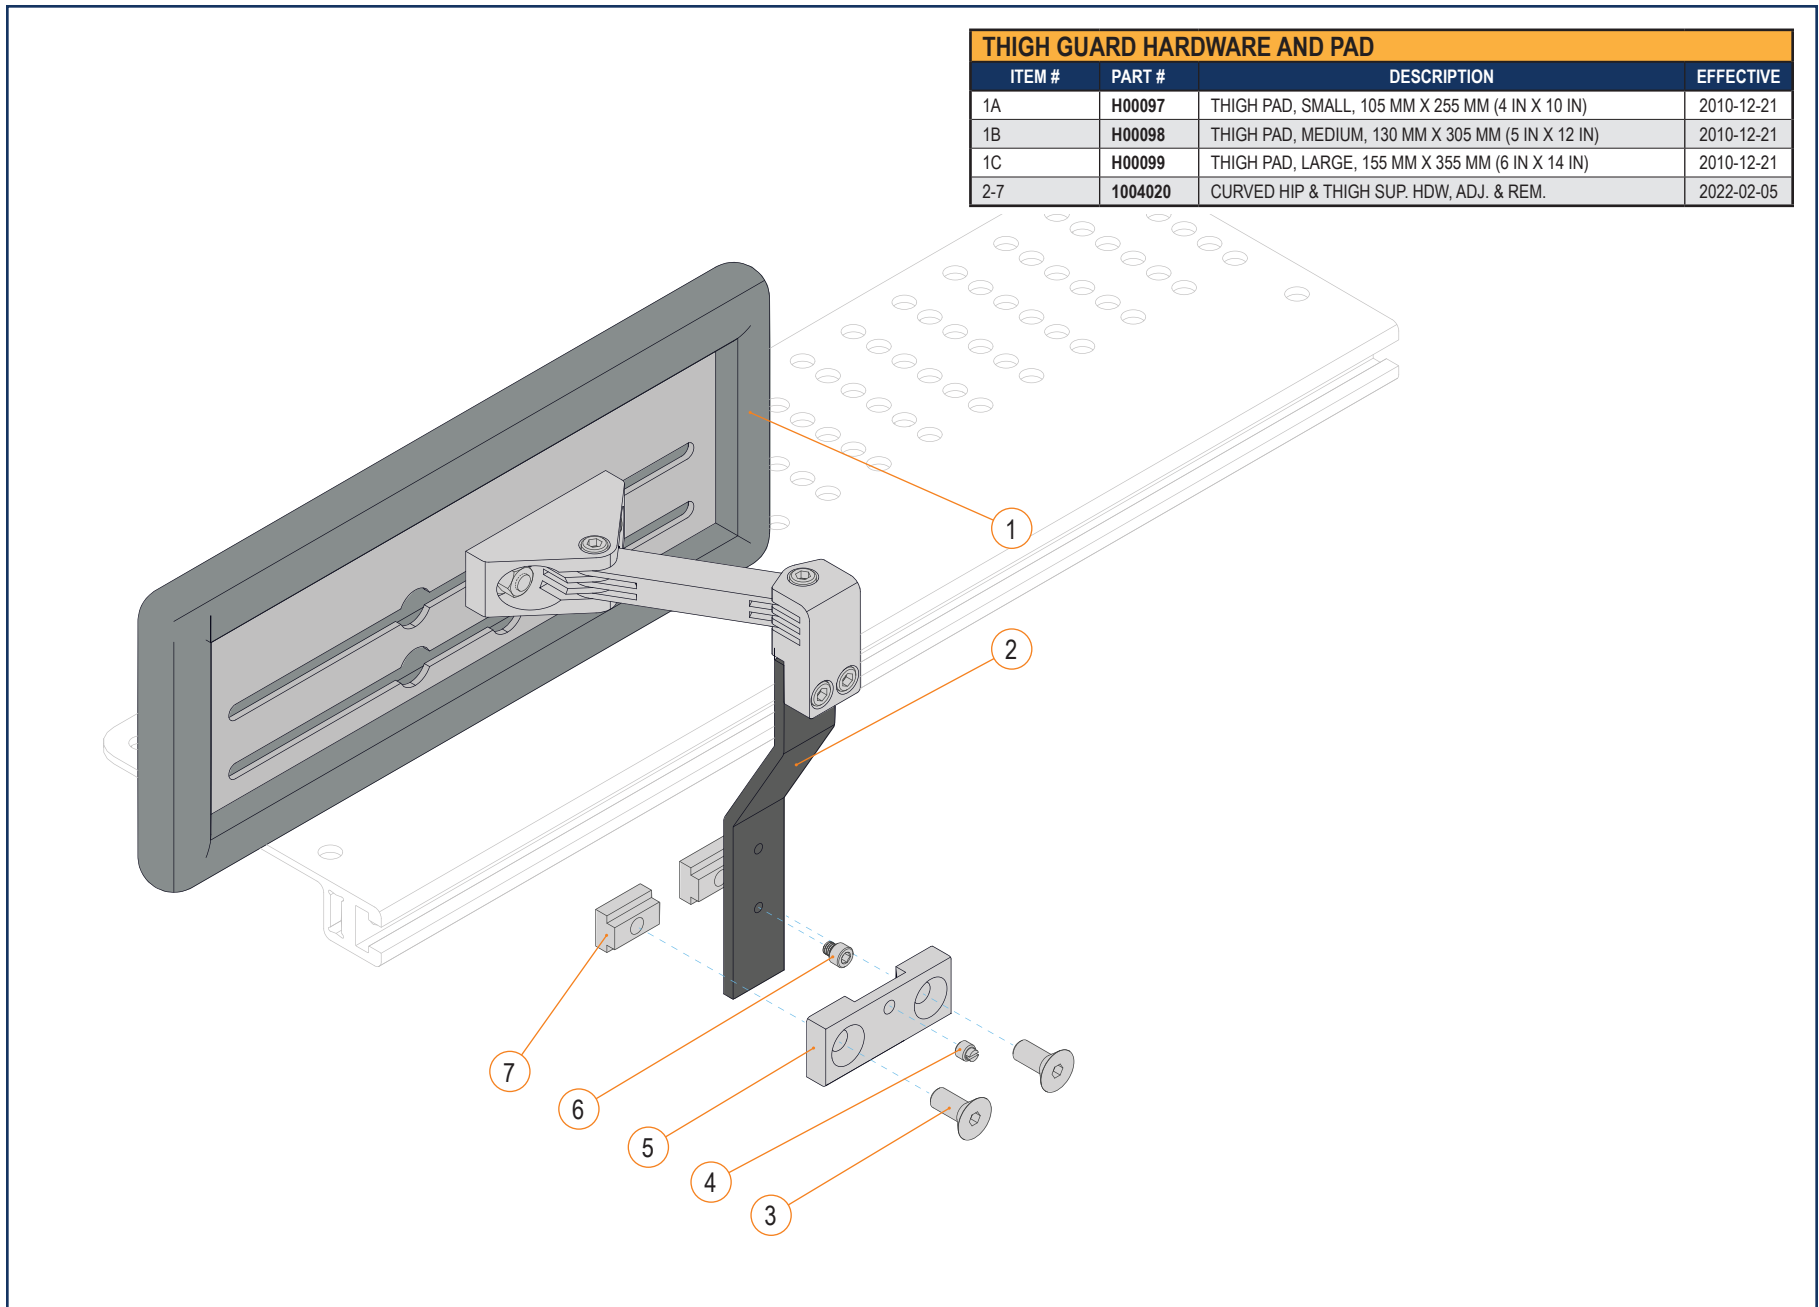 THIGH GUARD HARDWARE AND PAD
ITEM # PART # DESCRIPTION EFFECTIVE
1A H00097 THIGH PAD, SMALL, 105 MM X 255 MM (4 IN X 10 IN) 2010-12-21
1B H00098 THIGH PAD, MEDIUM, 130 MM X 305 MM (5 IN X 12 IN) 2010-12-21
1C H00099 THIGH PAD, LARGE, 155 MM X 355 MM (6 IN X 14 IN) 2010-12-21
2-7 1004020 CURVED HIP & THIGH SUP. HDW, ADJ. & REM. 2022-02-05
1
2
7
6
5
4
3